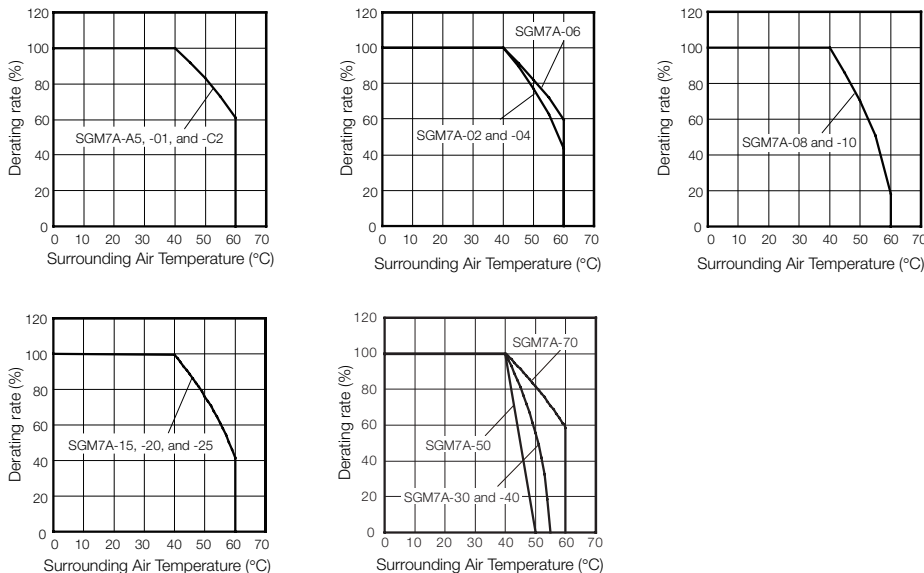 Derating rate (%)
120
100
80
60
40
20
0
SGM7A-A5, -01, and -C2
0 10 20 30 40 50 60 70
Surrounding Air Temperature (°C)
Derating rate (%)
120
100
80
60
40
20
0
SGM7A-06
SGM7A-02 and -04
0 10 20 30 40 50 60 70
Surrounding Air Temperature (°C)
Derating rate (%)
120
100
80
60
40
20
0
SGM7A-08 and -10
0 10 20 30 40 50 60 70
Surrounding Air Temperature (°C)
Derating rate (%)
120
100
80
60
40
20
0
SGM7A-15, -20, and -25
0 10 20 30 40 50 60 70
Surrounding Air Temperature (°C)
Derating rate (%)
120
100
80
60
40
20
0
SGM7A-70
SGM7A-50
SGM7A-30 and -40
0 10 20 30 40 50 60 70
Surrounding Air Temperature (°C)